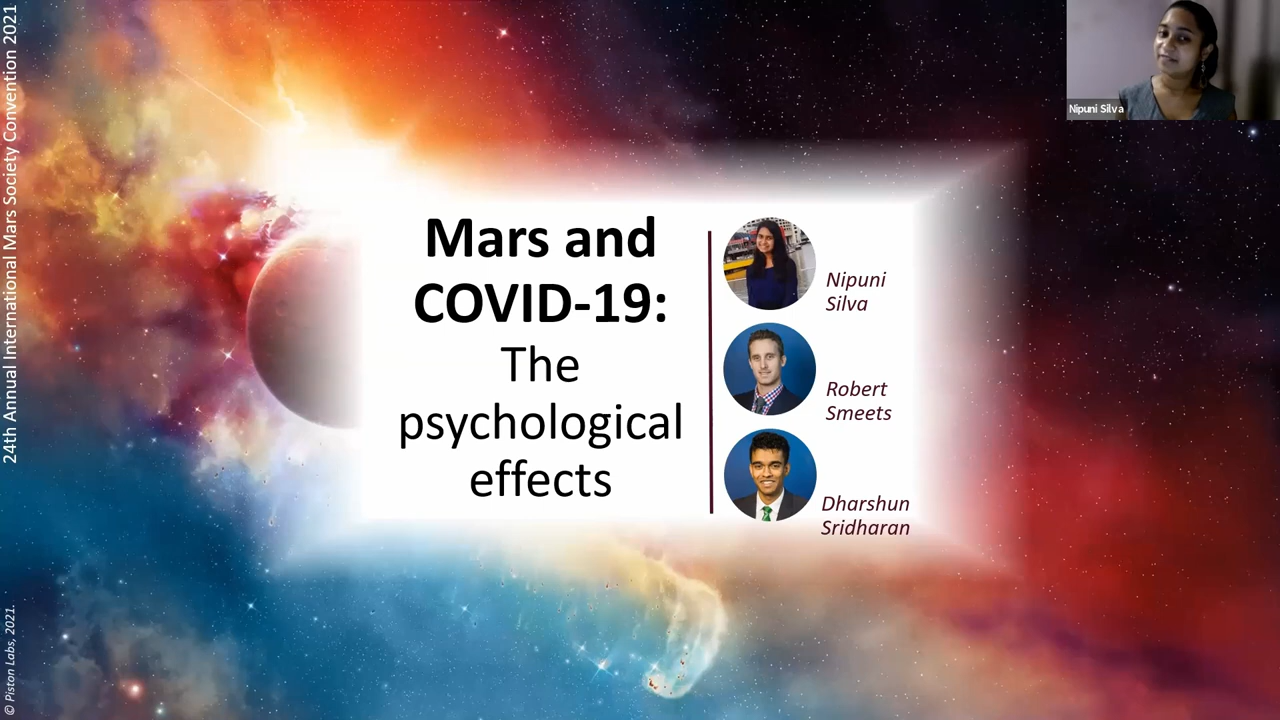 24th Annual International Mars Society Convention 2021
Nipuni Silva
Mars and
COVID-19:
The
psychological
effects
Nipuni
Silva
Robert
Smeets
Dharshun
Sridharan
© Piston Labs, 2021.